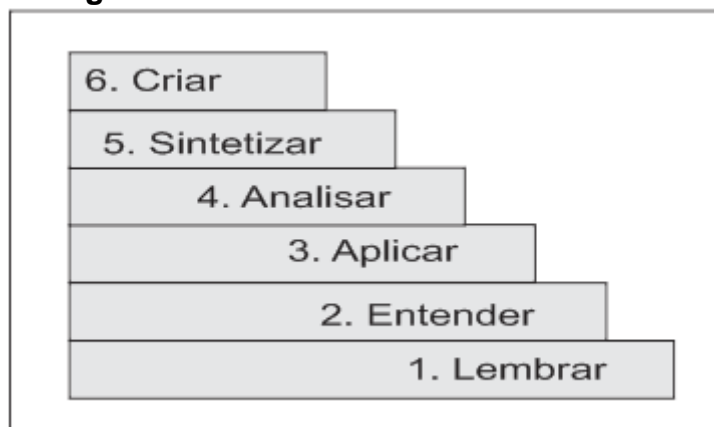 6. Criar
5. Sintetizar
4. Analisar
3. Aplicar
2. Entender
1. Lembrar